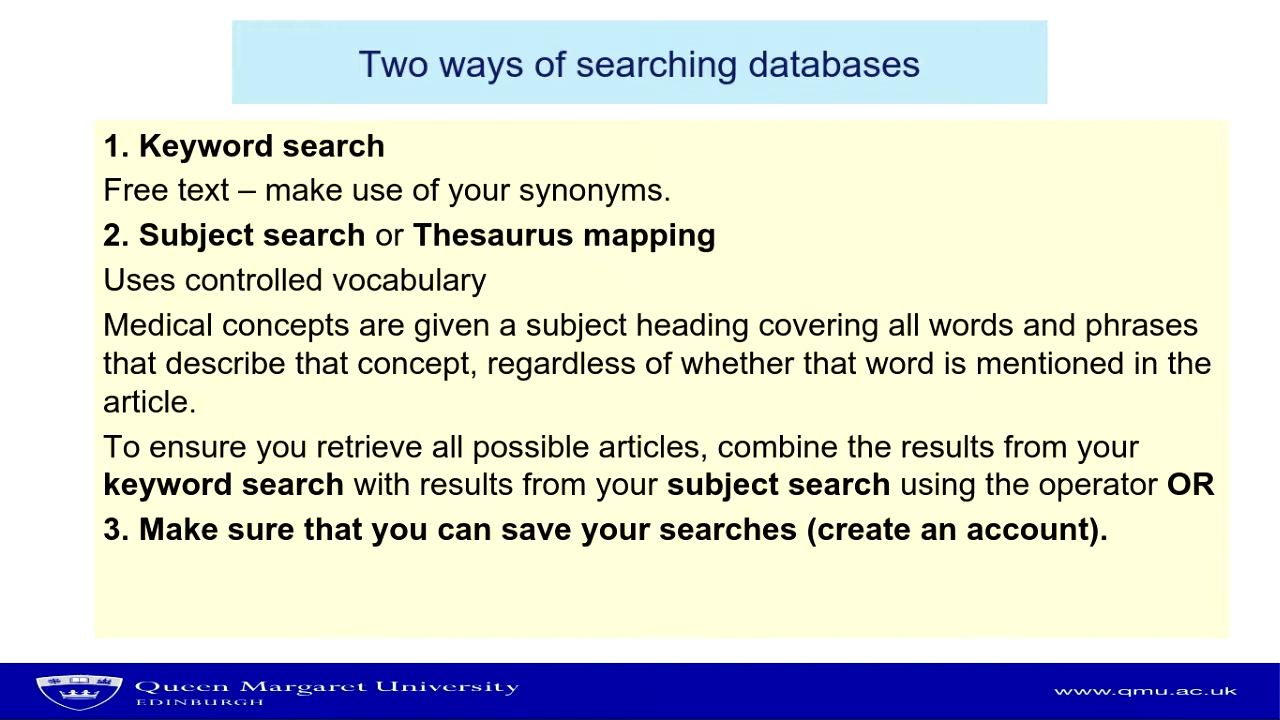 Two ways of searching databases
1. Keyword search
Free text – make use of your synonyms.
2. Subject search or Thesaurus mapping
Uses controlled vocabulary
Medical concepts are given a subject heading covering all words and phrases
that describe that concept, regardless of whether that word is mentioned in the
article.
To ensure you retrieve all possible articles, combine the results from your
keyword search with results from your subject search using the operator OR
3. Make sure that you can save your searches (create an account).
Queen Margaret University
EDINBURGH
www.qmu.ac.uk